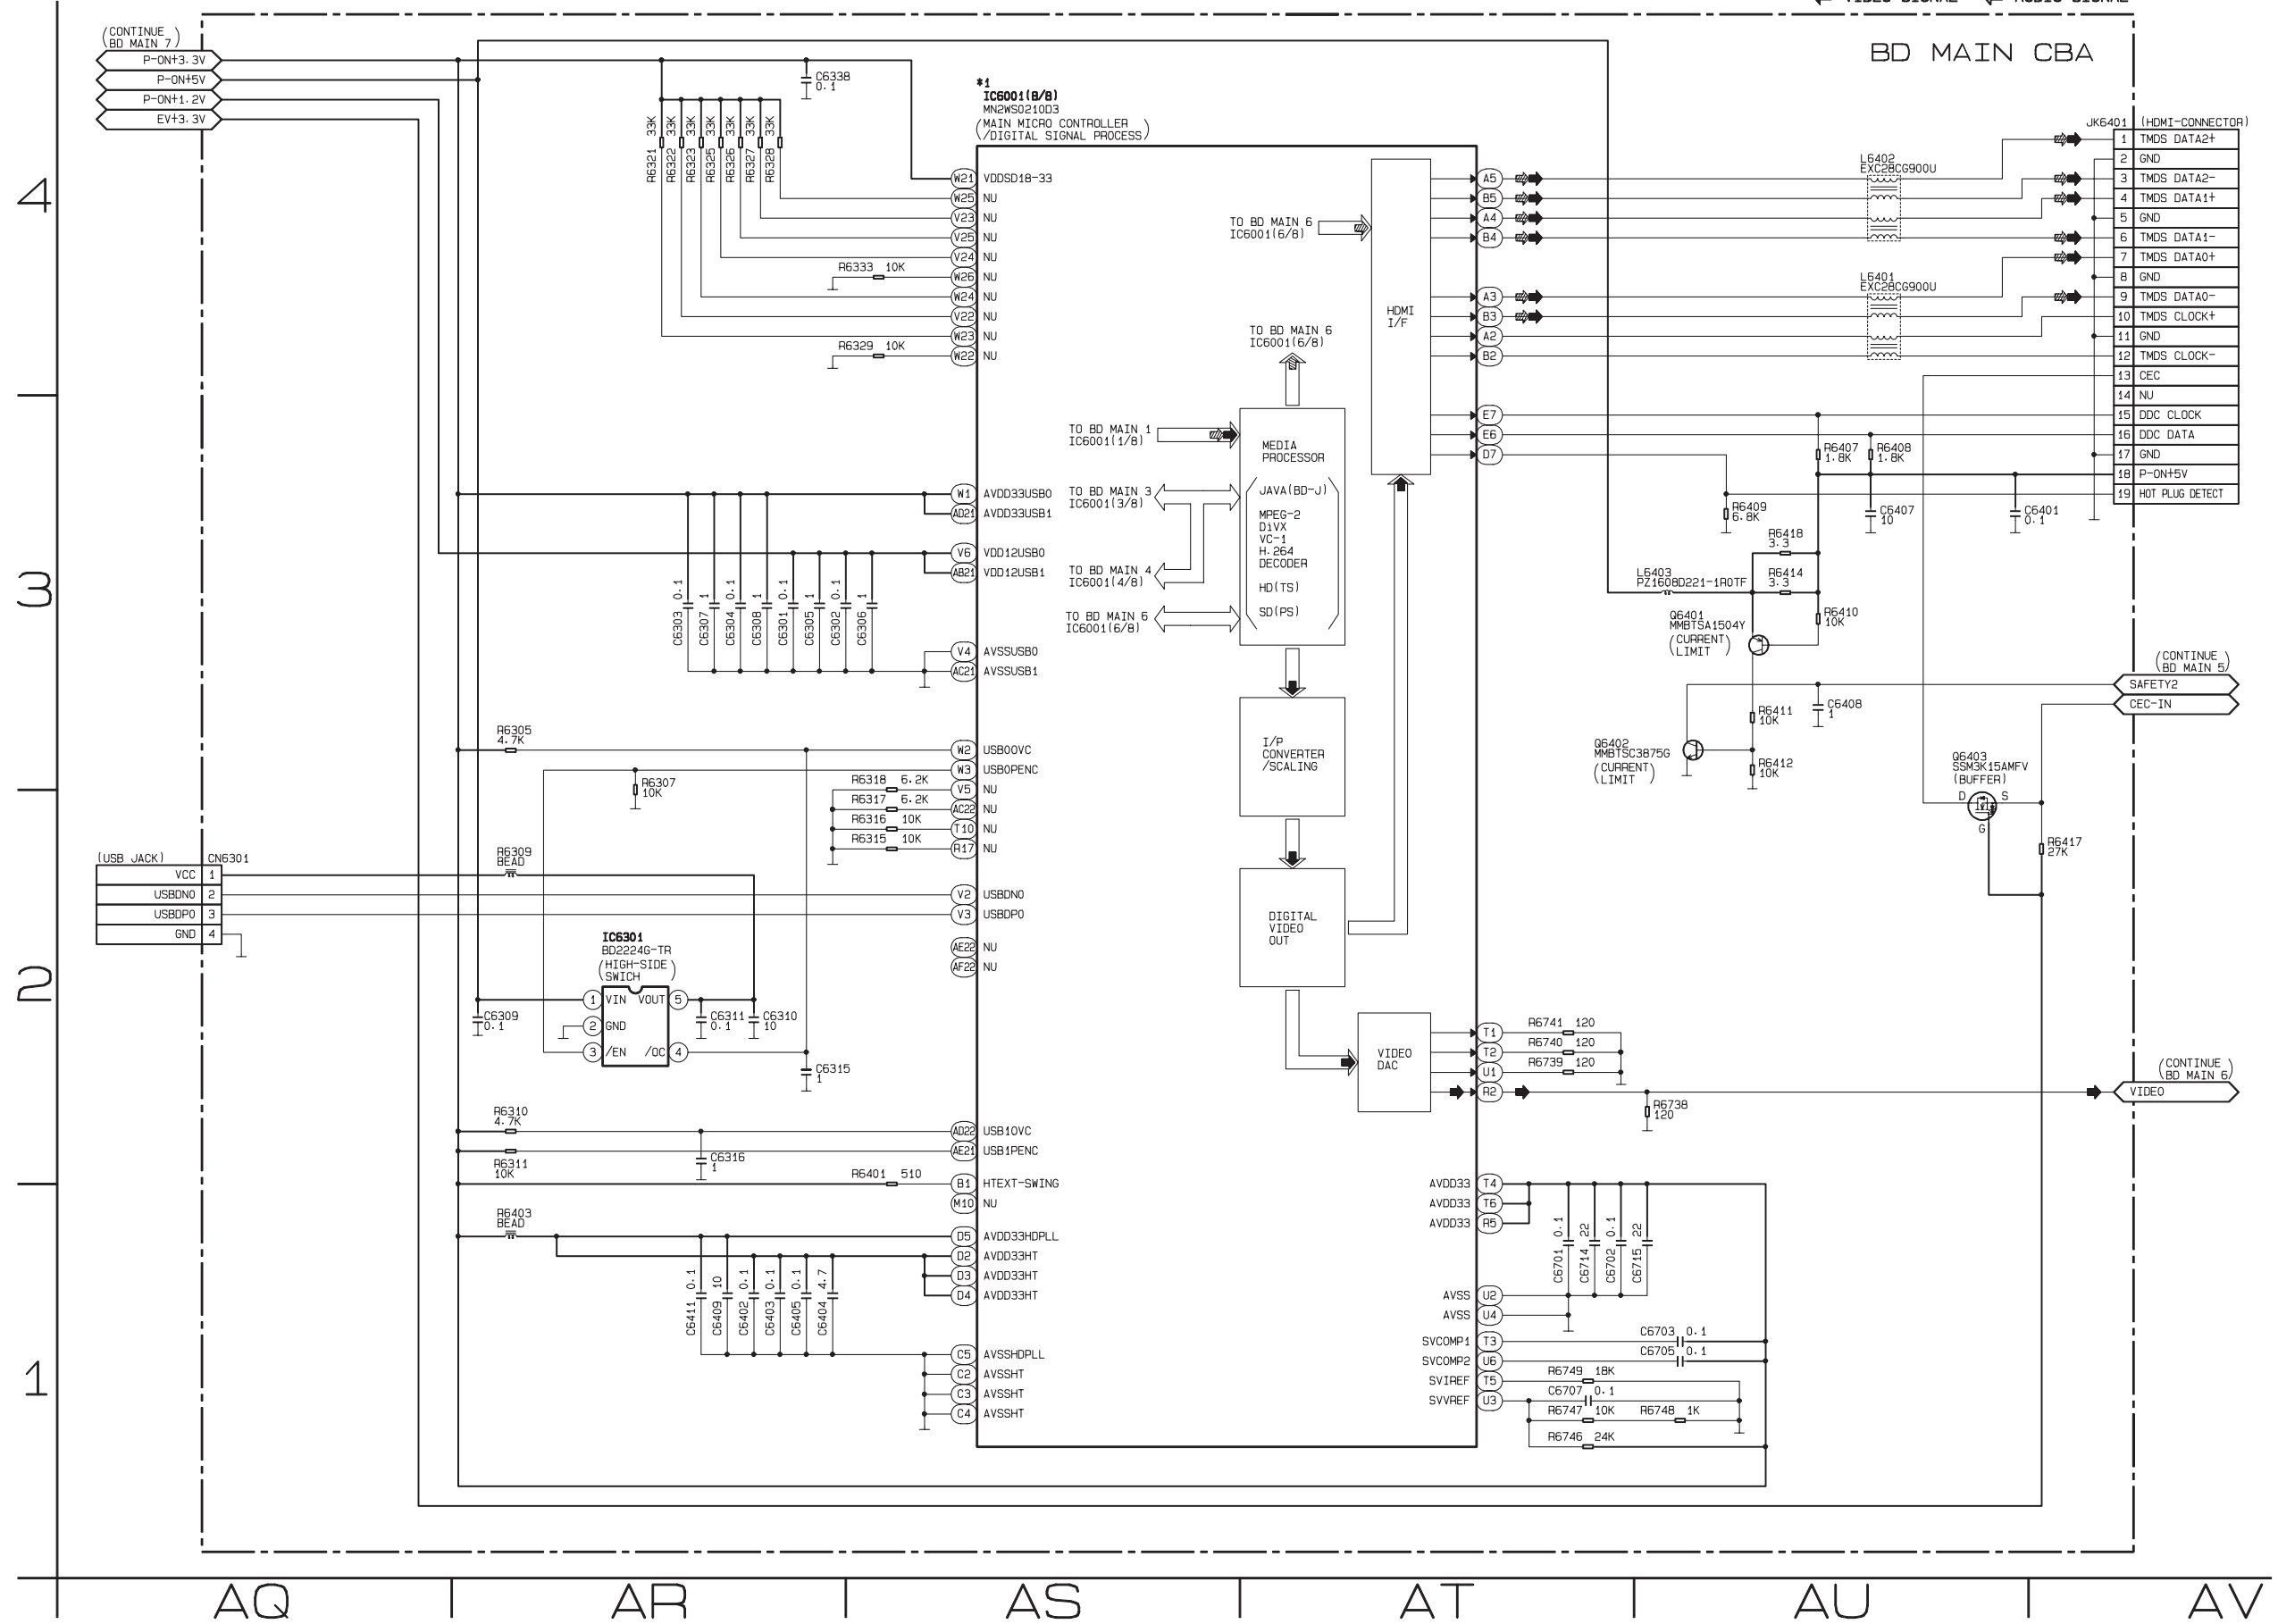 VIDEO SIGNAL AUDIO SIGNAL
BD MAIN CBA
(CONTINUE
BD MAIN 7)
P-ON+3.3V
P-ON+5V
P-ON+1.2V
EV+3.3V
C6338
0.1
R6321 33K
R6322 33K
R6323 33K
R6325 33K
R6326 33K
R6327 33K
R6328 33K
*1
IC6001(8/8)
MN2WS0210D3
(MAIN MICRO CONTROLLER
/DIGITAL SIGNAL PROCESS)
W21 VDDSD18-33
W25 NU
V23 NU
V25 NU
V24 NU
R6333 10K
W26 NU
W24 NU
V22 NU
W23 NU
R6329 10K
W22 NU
TO BD MAIN 6
IC6001(6/8)
HDMI
I/F
TO BD MAIN 6
IC6001(6/8)
A5
B5
A4
B4
A3
B3
A2
B2
E7
E6
D7
L6402
EXC28CG900U
L6401
EXC28CG900U
JK6401 (HDMI-CONNECTOR)
1 TMDS DATA2+
2 GND
3 TMDS DATA2-
4 TMDS DATA1+
5 GND
6 TMDS DATA1-
7 TMDS DATA0+
8 GND
9 TMDS DATA0-
10 TMDS CLOCK+
11 GND
12 TMDS CLOCK-
13 CEC
14 NU
15 DDC CLOCK
16 DDC DATA
17 GND
18 P-ON+5V
19 HOT PLUG DETECT
TO BD MAIN 1
IC6001(1/8)
MEDIA
PROCESSOR
JAVA(BD-J)
MPEG-2
DiVX
VC-1
H.264
DECODER
HD(TS)
SD(PS)
TO BD MAIN 3
IC6001(3/8)
TO BD MAIN 4
IC6001(4/8)
TO BD MAIN 6
IC6001(6/8)
W1 AVDD33USB0
AD21 AVDD33USB1
V6 VDD12USB0
AB21 VDD12USB1
C6303 0.1
C6307 1
C6304 0.1
C6308 1
C6301 0.1
C6305 1
C6302 0.1
C6306 1
V4 AVSSUSB0
AC21 AVSSUSB1
R6407
1.8K
R6408
1.8K
R6409
6.8K
C6407
10
C6401
0.1
R6418
3.3
L6403
PZ1608D221-1R0TF
R6414
3.3
R6410
10K
Q6401
MMBTSA1504Y
(CURRENT
LIMIT)
(CONTINUE
BD MAIN 5)
SAFETY2
CEC-IN
R6411
10K
C6408
1
Q6402
MMBTSC3875G
(CURRENT
LIMIT)
R6412
10K
Q6403
SSM3K15AMFV
(BUFFER)
D S
G
R6417
27K
I/P
CONVERTER
/SCALING
R6305
4.7K
W2 USB0OVC
W3 USB0PENC
R6307
10K
R6318 6.2K
V5 NU
R6317 6.2K
AC22 NU
R6316 10K
T10 NU
R6315 10K
R17 NU
(USB JACK) CN6301
VCC 1
USBDN0 2
USBDP0 3
GND 4
R6309
BEAD
V2 USBDN0
V3 USBDP0
AE22 NU
AF22 NU
DIGITAL
VIDEO
OUT
IC6301
BD2224G-TR
(HIGH-SIDE
SWICH)
1 VIN VOUT 5
2 GND
3 /EN /OC 4
C6309
0.1
C6311
0.1
C6310
10
C6315
1
VIDEO
DAC
T1
T2
U1
R2
R6741 120
R6740 120
R6739 120
R6738
120
(CONTINUE
BD MAIN 6)
VIDEO
R6310
4.7K
AD22 USB1OVC
AE21 USB1PENC
R6311
10K
C6316
1
R6401 510
B1 HTEXT-SWING
M10 NU
R6403
BEAD
D5 AVDD33HDPLL
D2 AVDD33HT
D3 AVDD33HT
D4 AVDD33HT
C6411 0.1
C6409 10
C6402 0.1
C6403 0.1
C6405 0.1
C6404 4.7
C5 AVSSHDPLL
C2 AVSSHT
C3 AVSSHT
C4 AVSSHT
AVDD33 T4
AVDD33 T6
AVDD33 R5
C6701 0.1
C6714 22
C6702 0.1
C6715 22
AVSS U2
AVSS U4
SVCOMP1 T3
C6703 0.1
SVCOMP2 U6
C6705 0.1
SVIREF T5
R6749 18K
SVVREF U3
C6707 0.1
R6747 10K R6748 1K
R6746 24K
4
3
2
1
AQ AR AS AT AU AV